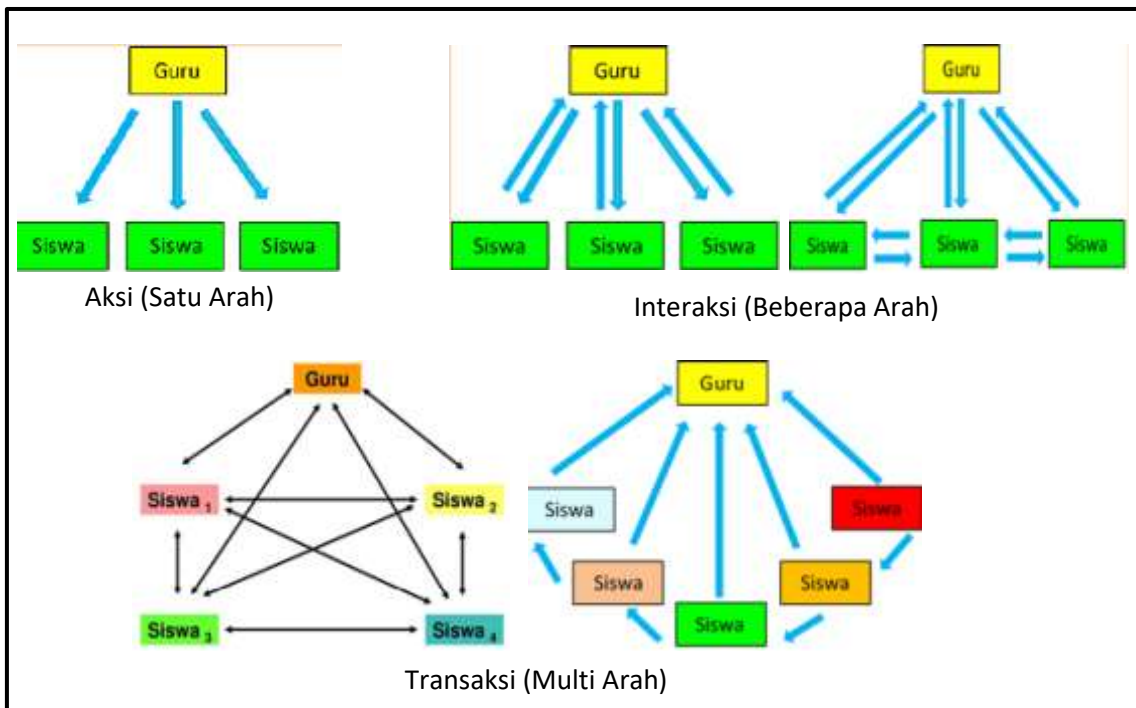 Guru
Siswa Siswa Siswa
Aksi (Satu Arah)
Guru
Siswa Siswa Siswa
Guru
Siswa Siswa Siswa
Interaksi (Beberapa Arah)
Guru
Siswa 1 Siswa 2
Siswa 3 Siswa 4
Guru
Siswa Siswa
Siswa Siswa
Siswa
Transaksi (Multi Arah)